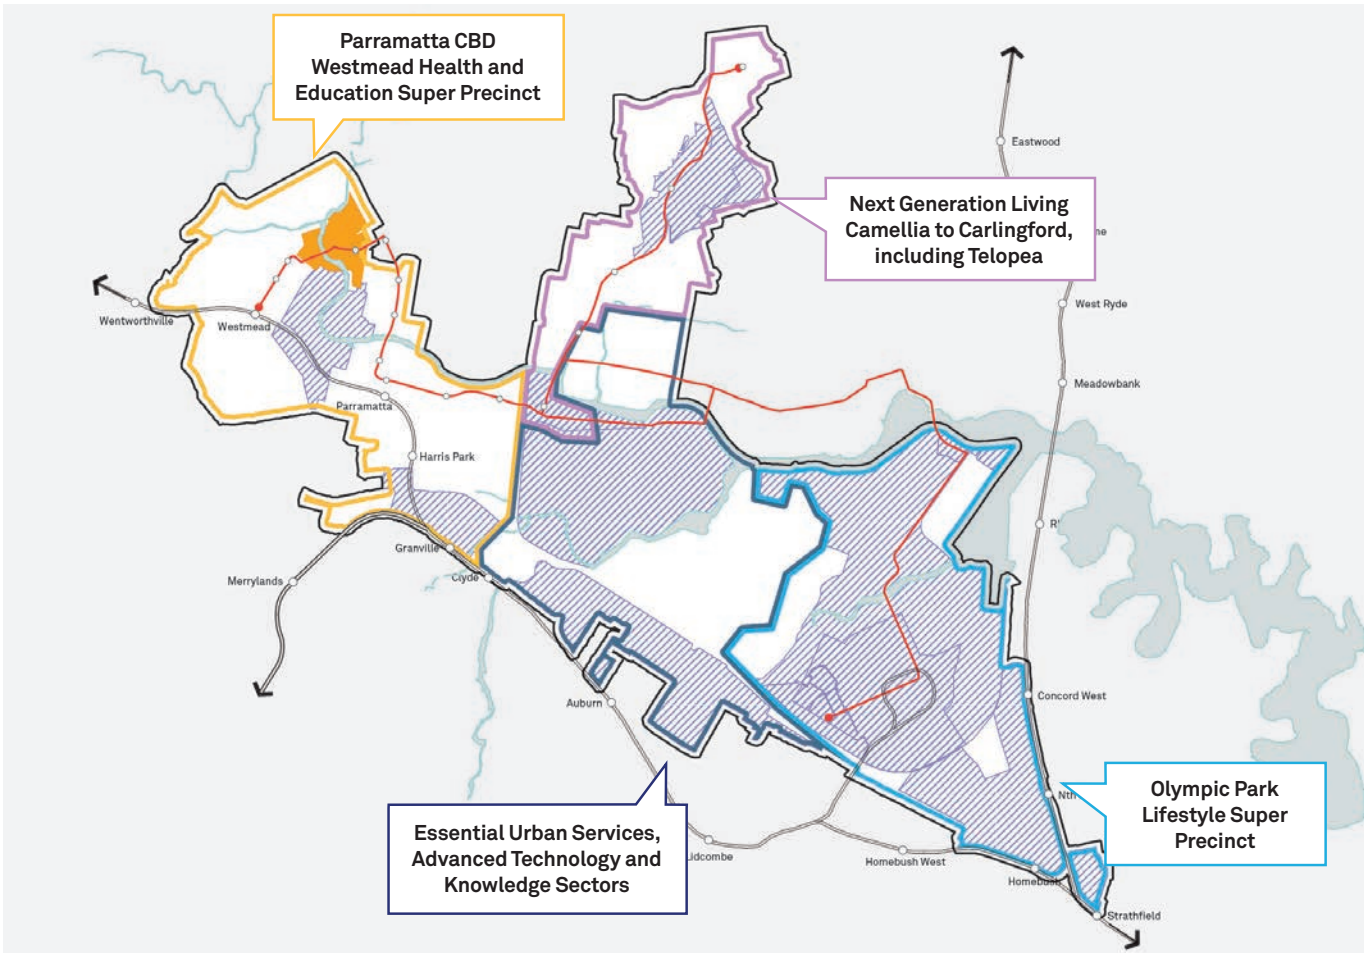 Parramatta CBD
Westmead Health and
Education Super Precinct
Eastwood
Next Generation Living
Camellia to Carlingford,
including Telopea
West Ryde
Wentworthville
Westmead
Meadowbank
Parramatta
Harris Park
Granville
Clyde
Merrylands
Concord West
Auburn
Olympic Park
Lifestyle Super
Precinct
Essential Urban Services,
Advanced Technology and
Knowledge Sectors
Homebush West
Strathfield